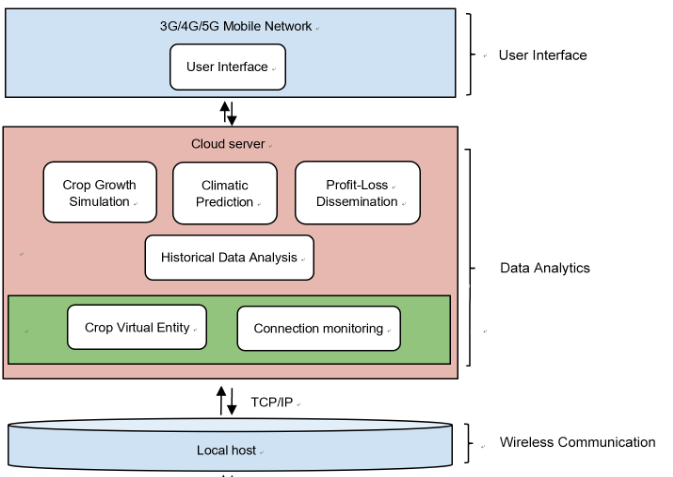 3G/4G/5G Mobile Network
User Interface
User Interface
Cloud server
Crop Growth
Simulation
Climatic
Prediction
Profit-Loss
Dissemination
Historical Data Analysis
Data Analytics
Crop Virtual Entity
Connection monitoring
TCP/IP
Local host
Wireless Communication